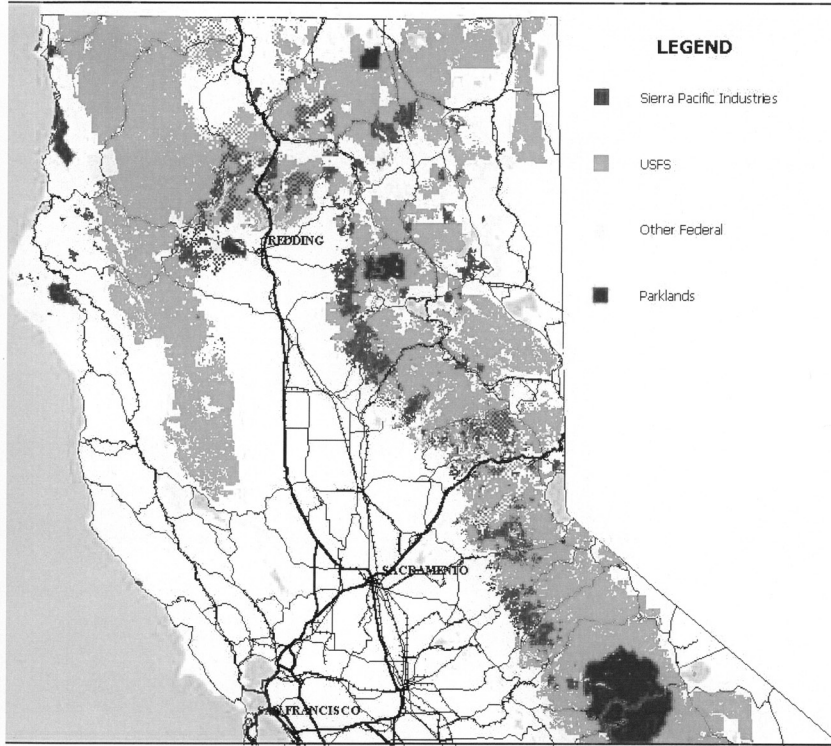 LEGEND
Sierra Pacific Industries
USFS
Other Federal
Parklands
REDDING
SACRAMENTO
SAN FRANCISCO